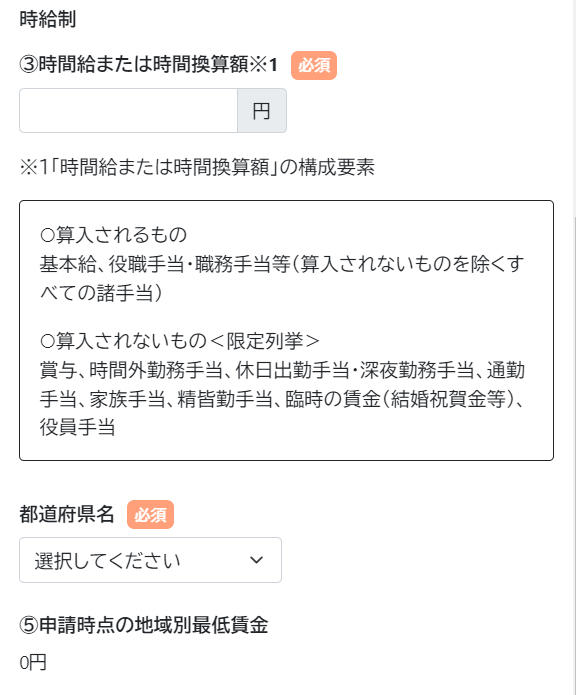 時給制
③時間給または時間換算額※1 必須
円
※1「時間給または時間換算額」の構成要素
○算入されるもの
基本給、役職手当・職務手当等(算入されないものを除くす
べての諸手当)
○算入されないもの<限定列挙>
賞与、時間外勤務手当、休日出勤手当・深夜勤務手当、通勤
手当、家族手当、精皆勤手当、臨時の賃金(結婚祝賀金等)、
役員手当
都道府県名 必須
選択してください
⑤申請時点の地域別最低賃金
0円